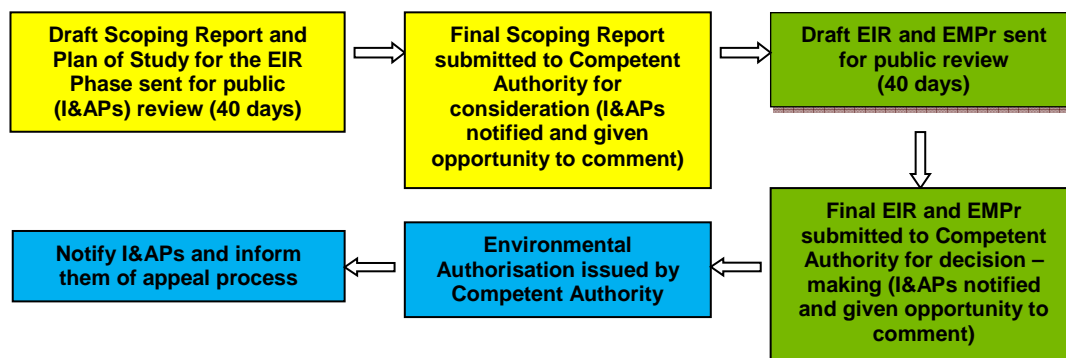 Draft Scoping Report and
Plan of Study for the EIR
Phase sent for public
(I&APs) review (40 days)
Final Scoping Report
submitted to Competent
Authority for
consideration (I&APs
notified and given
opportunity to comment)
Draft EIR and EMPr sent
for public review
(40 days)
Final EIR and EMPr
submitted to Competent
Authority for decision –
making (I&APs notified
and given opportunity to
comment)
Environmental
Authorisation issued by
Competent Authority
Notify I&APs and inform
them of appeal process